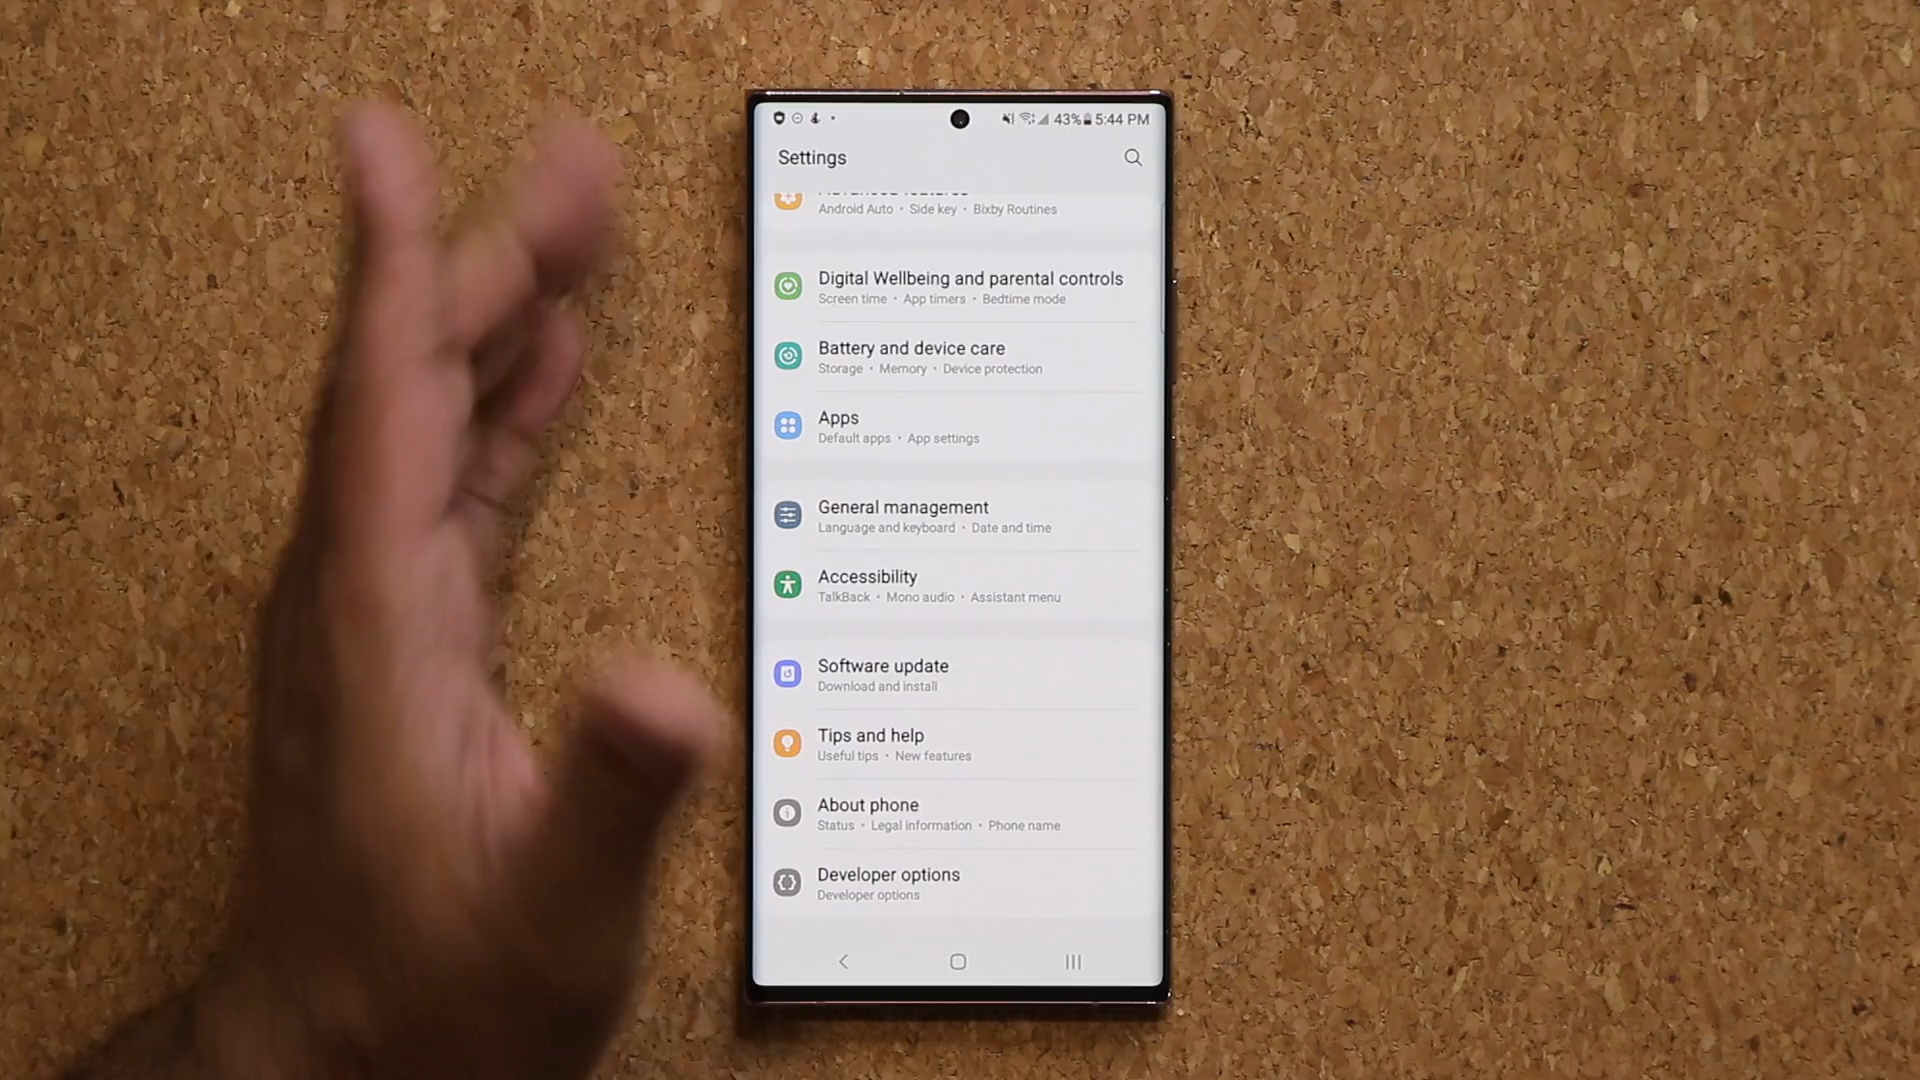 43% 5:44 PM
Settings
Advanced features
Android Auto • Side key • Bixby Routines
Digital Wellbeing and parental controls
Screen time • App timers • Bedtime mode
Battery and device care
Storage • Memory • Device protection
Apps
Default apps • App settings
General management
Language and keyboard • Date and time
Accessibility
TalkBack • Mono audio • Assistant menu
Software update
Download and install
Tips and help
Useful tips • New features
About phone
Status • Legal information • Phone name
Developer options
Developer options